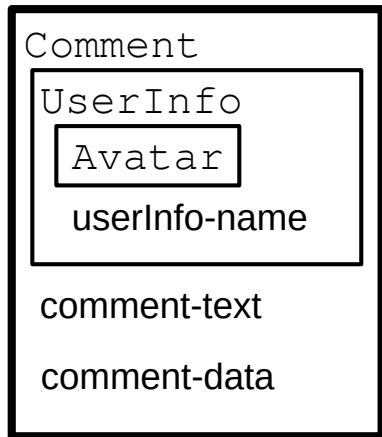 Comment
UserInfo
Avatar
userInfo-name
comment-text
comment-data